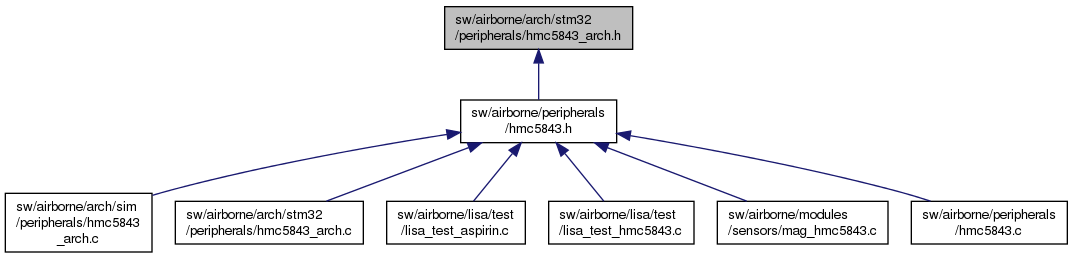 sw/airborne/arch/stm32
/peripherals/hmc5843_arch.h
sw/airborne/peripherals
/hmc5843.h
sw/airborne/arch/sim
/peripherals/hmc5843
_arch.c
sw/airborne/arch/stm32
/peripherals/hmc5843_arch.c
sw/airborne/lisa/test
/lisa_test_aspirin.c
sw/airborne/lisa/test
/lisa_test_hmc5843.c
sw/airborne/modules
/sensors/mag_hmc5843.c
sw/airborne/peripherals
/hmc5843.c